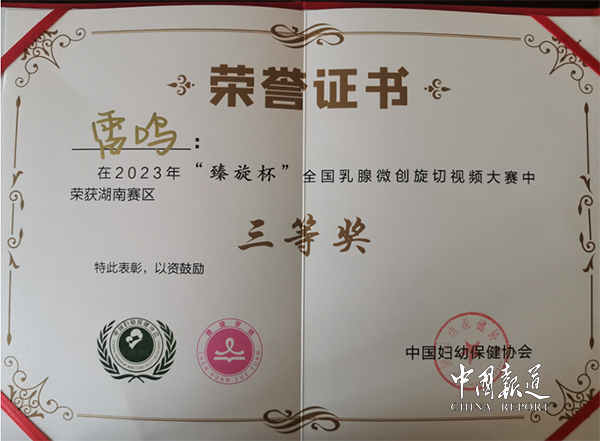 荣誉证书
雷鸣：
在2023年“臻旋杯”全国乳腺微创旋切视频大赛中
荣获湖南赛区
三等奖
特此表彰，以资鼓励
中国妇幼保健协会
中国报道
CHINA REPORT